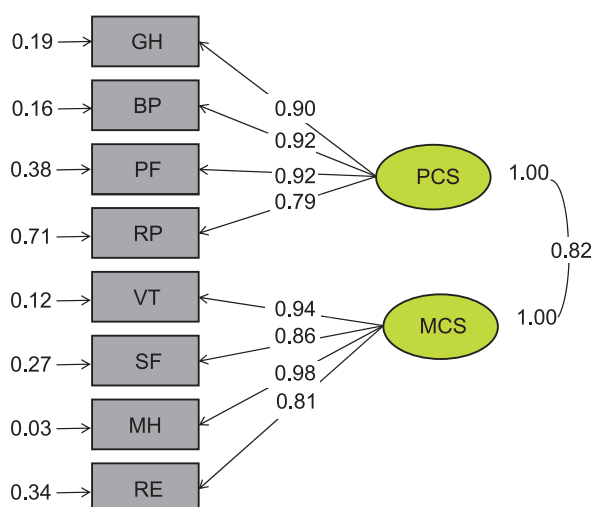 0.19 GH
0.90
0.16 BP
0.92
0.38 PF 0.92 PCS 1.00
0.79
0.71 RP
0.82
0.12 VT
0.94
MCS 1.00
0.86
0.27 SF
0.98
0.81
0.03 MH
0.34 RE